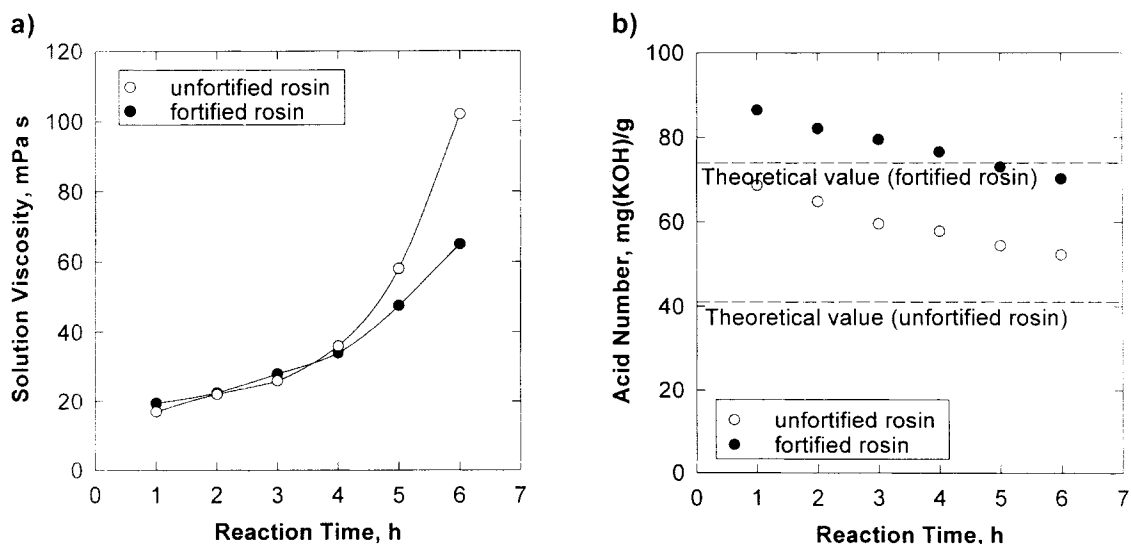 a)
Solution Viscosity, mPa s
120
100
80
60
40
20
0
unfortified rosin
fortified rosin
0 1 2 3 4 5 6 7
Reaction Time, h
b)
Acid Number, mg(KOH)/g
100
80
60
40
20
0
Theoretical value (fortified rosin)
Theoretical value (unfortified rosin)
unfortified rosin
fortified rosin
0 1 2 3 4 5 6 7
Reaction Time, h